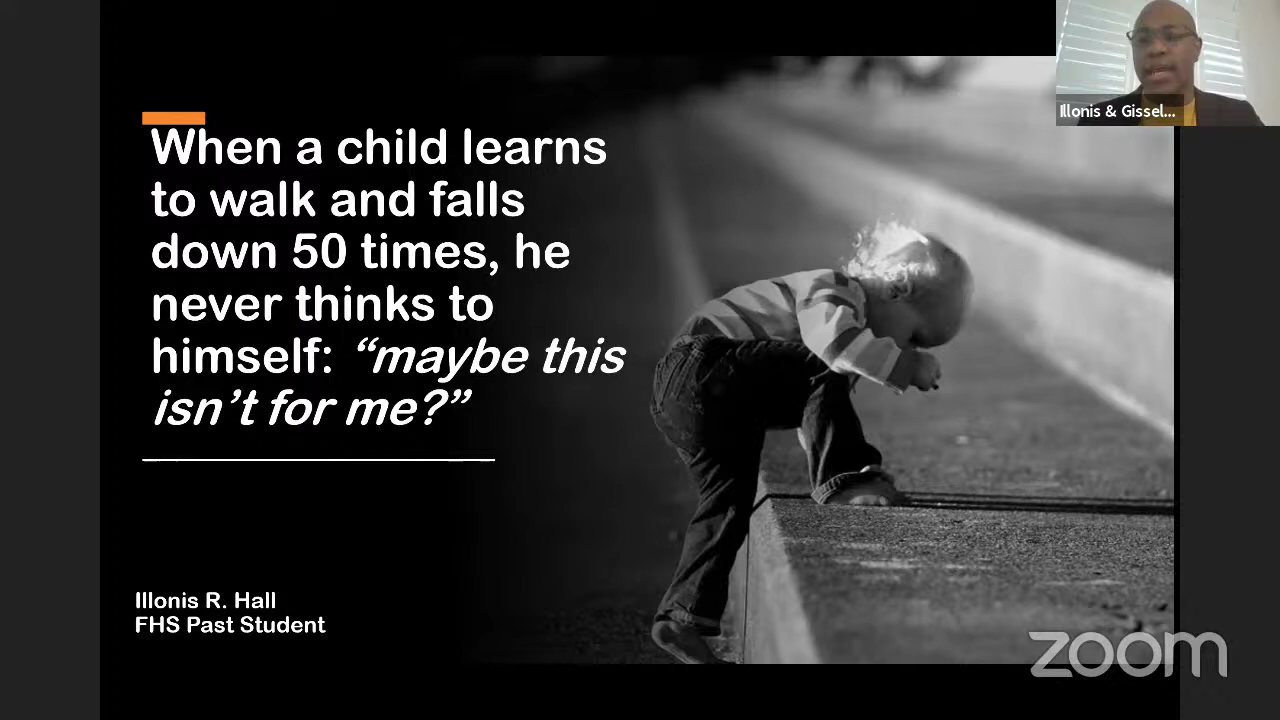 Illonis & Gissel...
When a child learns
to walk and falls
down 50 times, he
never thinks to
himself: “maybe this
isn’t for me?”
Illonis R. Hall
FHS Past Student
zoom